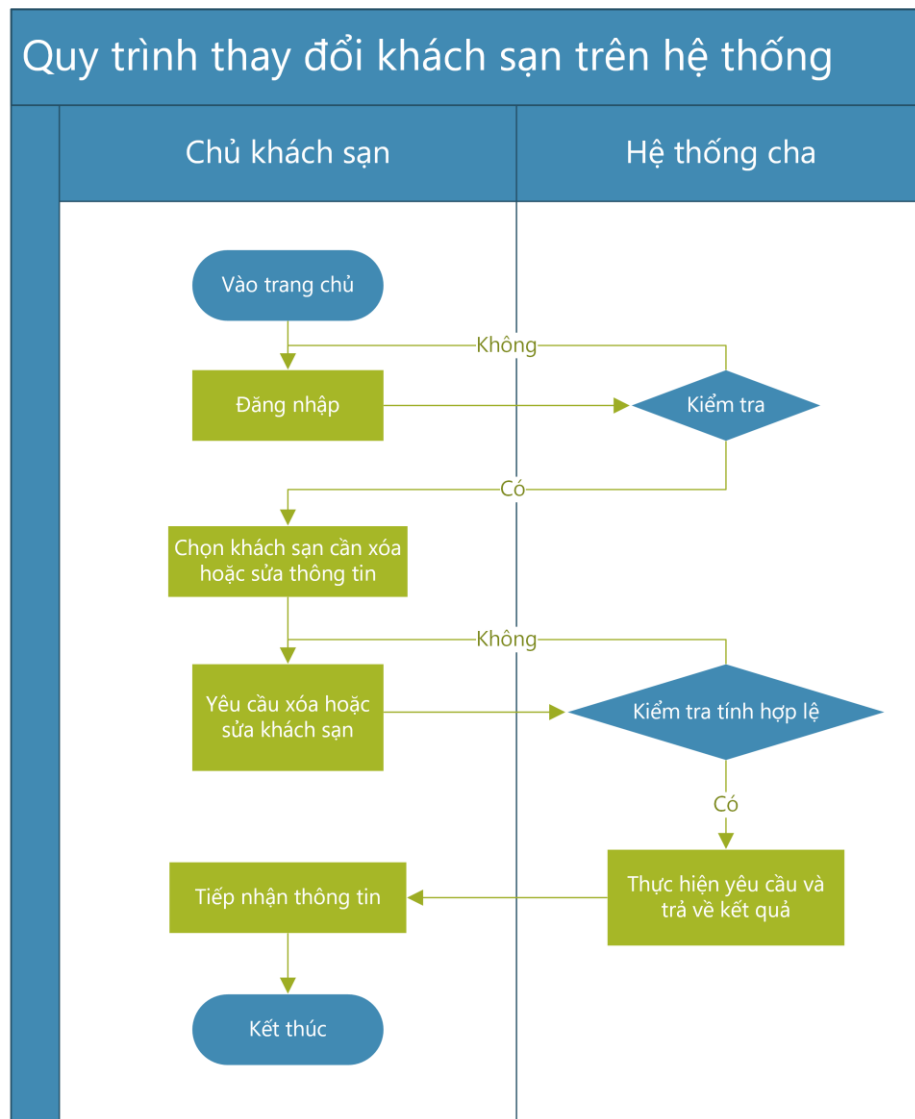 Quy trình thay đổi khách sạn trên hệ thống
Chủ khách sạn
Hệ thống cha
Vào trang chủ
Không
Đăng nhập
Kiểm tra
Có
Chọn khách sạn cần xóa
hoặc sửa thông tin
Không
Yêu cầu xóa hoặc
sửa khách sạn
Kiểm tra tính hợp lệ
Có
Tiếp nhận thông tin
Thực hiện yêu cầu và
trả về kết quả
Kết thúc